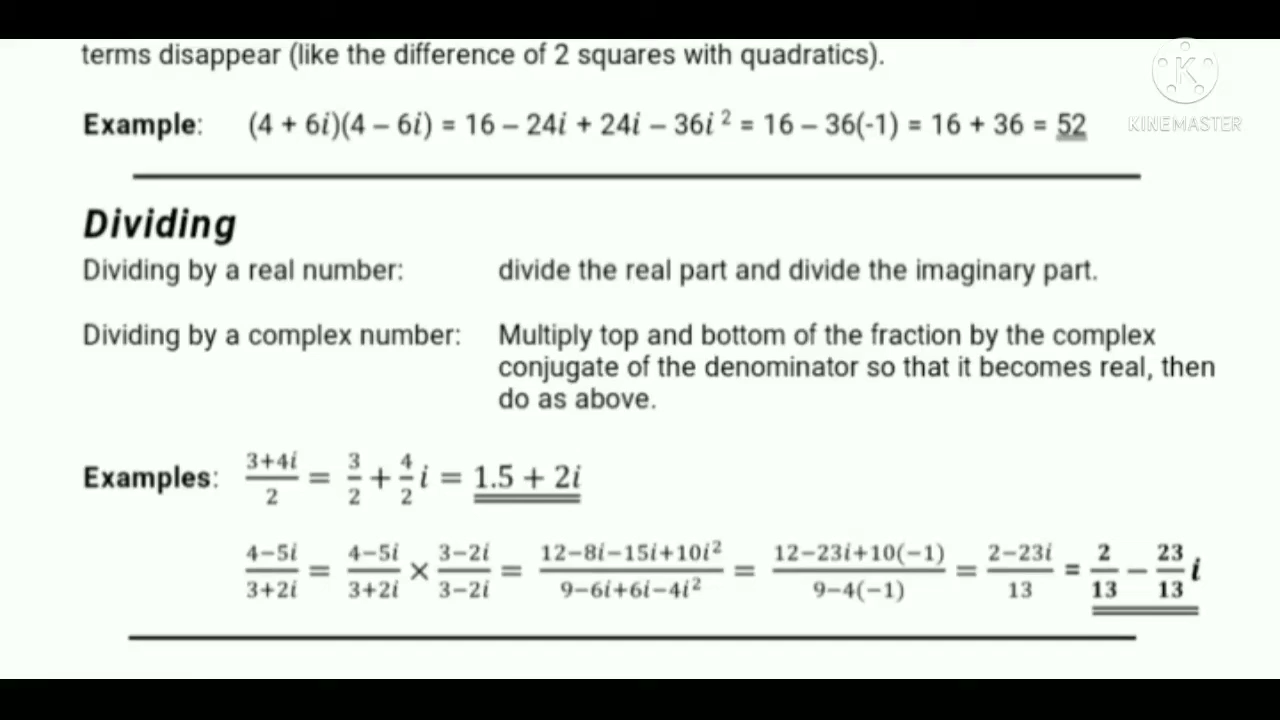 terms disappear (like the difference of 2 squares with quadratics).
KINEMASTER
Example: (4 + 6i)(4 – 6i) = 16 – 24i + 24i – 36i ² = 16 – 36(-1) = 16 + 36 = 52
Dividing
Dividing by a real number: divide the real part and divide the imaginary part.
Dividing by a complex number: Multiply top and bottom of the fraction by the complex
conjugate of the denominator so that it becomes real, then
do as above.
Examples: (3+4i)/2 = 3/2 + 4/2 i = 1.5 + 2i
(4−5i)/(3+2i) = (4−5i)/(3+2i) × (3−2i)/(3−2i) = (12−8i−15i+10i²)/(9−6i+6i−4i²) = (12−23i+10(−1))/(9−4(−1)) = (2−23i)/13 = 2/13 − 23/13 i